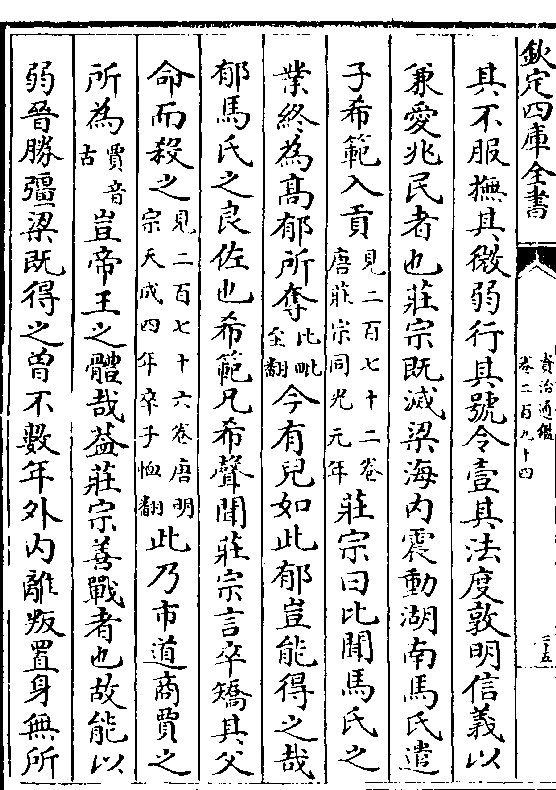 欽定四庫全書
資治通鑑
卷二百九十四
三十五
其不服撫其微弱行其號令壹其法度敦明信義以
兼愛兆民者也莊宗既滅梁海内震動湖南馬氏遣
子希範入貢見二百七十二卷唐莊宗同光元年莊宗曰比聞馬氏之
業終為髙郁所奪比毗至翻今有兒如此郁豈能得之哉
郁馬氏之良佐也希範兄希聲聞莊宗言卒矯其父
命而殺之見二百七十六卷唐明宗天成四年卒子恤翻此乃市道商賈之
所為賈音古豈帝王之體哉葢莊宗善戰者也故能以
弱晉勝彊梁既得之曾不數年外内離叛置身無所